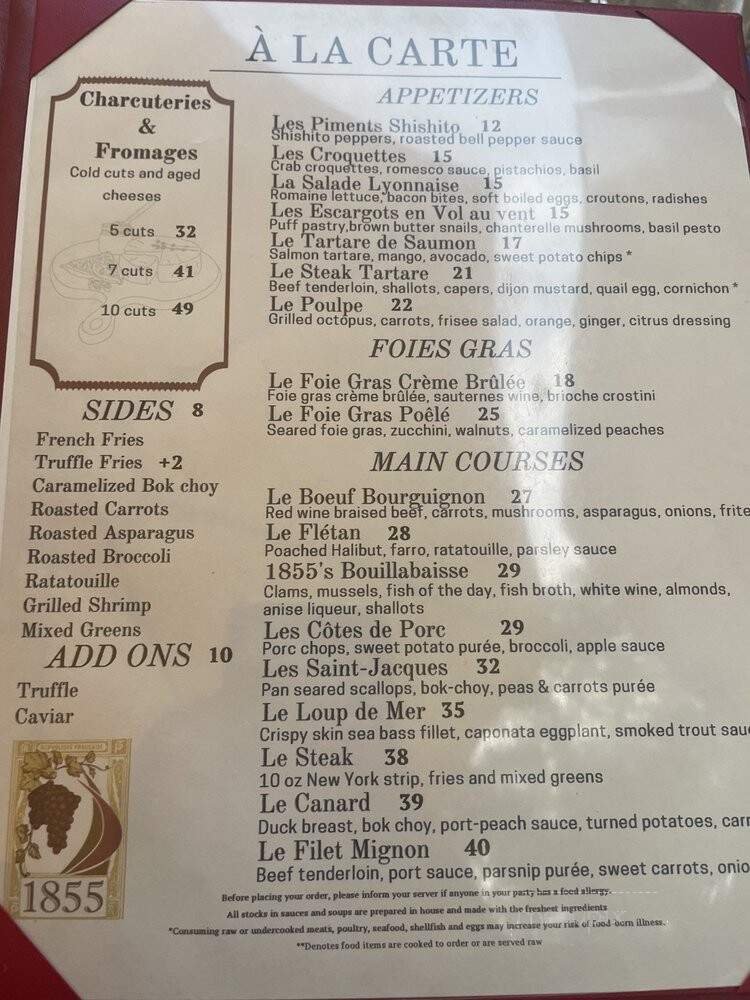 À LA CARTE
Charcuteries
&
Fromages
Cold cuts and aged
cheeses
5 cuts 32
7 cuts 41
10 cuts 49
SIDES 8
French Fries
Truffle Fries +2
Caramelized Bok choy
Roasted Carrots
Roasted Asparagus
Roasted Broccoli
Ratatouille
Grilled Shrimp
Mixed Greens
ADD ONS 10
Truffle
Caviar
APPETIZERS
Les Piments Shishito 12
Shishito peppers, roasted bell pepper sauce
Les Croquettes 15
Crab croquettes, romesco sauce, pistachios, basil
La Salade Lyonnaise 15
Romaine lettuce, bacon bites, soft boiled eggs, croutons, radishes
Les Escargots en Vol au vent 15
Puff pastry,brown butter snails, chanterelle mushrooms, basil pesto
Le Tartare de Saumon 17
Salmon tartare, mango, avocado, sweet potato chips *
Le Steak Tartare 21
Beef tenderloin, shallots, capers, dijon mustard, quail egg, cornichon *
Le Poulpe 22
Grilled octopus, carrots, frisee salad, orange, ginger, citrus dressing
FOIES GRAS
Le Foie Gras Crème Brûlée 18
Foie gras crème brûlée, sauternes wine, brioche crostini
Le Foie Gras Poêlé 25
Seared foie gras, zucchini, walnuts, caramelized peaches
MAIN COURSES
Le Boeuf Bourguignon 27
Red wine braised beef, carrots, mushrooms, asparagus, onions, frite
Le Flétan 28
Poached Halibut, farro, ratatouille, parsley sauce
1855's Bouillabaisse 29
Clams, mussels, fish of the day, fish broth, white wine, almonds,
anise liqueur, shallots
Les Côtes de Porc 29
Porc chops, sweet potato purée, broccoli, apple sauce
Les Saint-Jacques 32
Pan seared scallops, bok-choy, peas & carrots purée
Le Loup de Mer 35
Crispy skin sea bass fillet, caponata eggplant, smoked trout sau
Le Steak 38
10 oz New York strip, fries and mixed greens
Le Canard 39
Duck breast, bok choy, port-peach sauce, turned potatoes, carr
Le Filet Mignon 40
Beef tenderloin, port sauce, parsnip purée, sweet carrots, onio
REPUBLIQUE FRANCAISE
1855
Before placing your order, please inform your server if anyone in your party has a food allergy.
All stocks in sauces and soups are prepared in house and made with the freshest ingredients
*Consuming raw or undercooked meats, poultry, seafood, shellfish and eggs may increase your risk of food-born illness.
**Denotes food items are cooked to order or are served raw